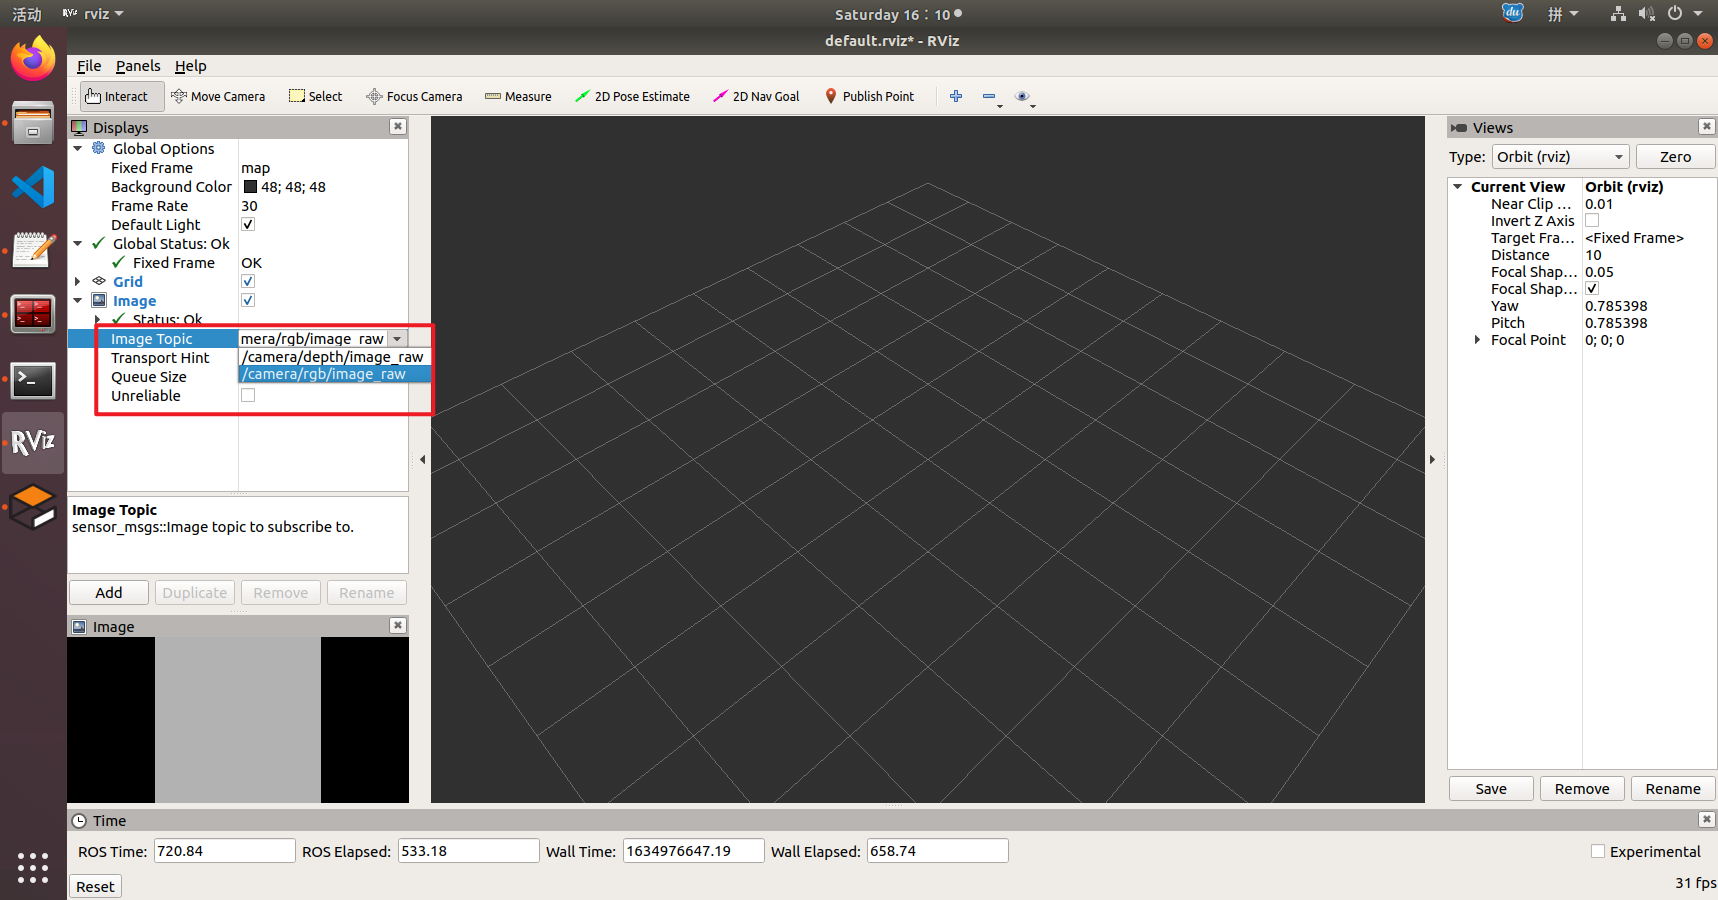 活动 RViz rviz Saturday 16：10 du 拼
default.rviz* - RViz
File Panels Help
Interact Move Camera Select Focus Camera Measure 2D Pose Estimate 2D Nav Goal Publish Point
Displays
Global Options
Fixed Frame map
Background Color 48; 48; 48
Frame Rate 30
Default Light
Global Status: Ok
Fixed Frame OK
Grid
Image
Status: Ok
Image Topic mera/rgb/image_raw
Transport Hint /camera/depth/image_raw
Queue Size /camera/rgb/image_raw
Unreliable
Image Topic
sensor_msgs::Image topic to subscribe to.
Add Duplicate Remove Rename
Image
RViz
Views
Type: Orbit (rviz) Zero
Current View Orbit (rviz)
Near Clip ... 0.01
Invert Z Axis
Target Fra... <Fixed Frame>
Distance 10
Focal Shap... 0.05
Focal Shap...
Yaw 0.785398
Pitch 0.785398
Focal Point 0; 0; 0
Save Remove Rename
Time
ROS Time: 720.84 ROS Elapsed: 533.18 Wall Time: 1634976647.19 Wall Elapsed: 658.74 Experimental
Reset 31 fps